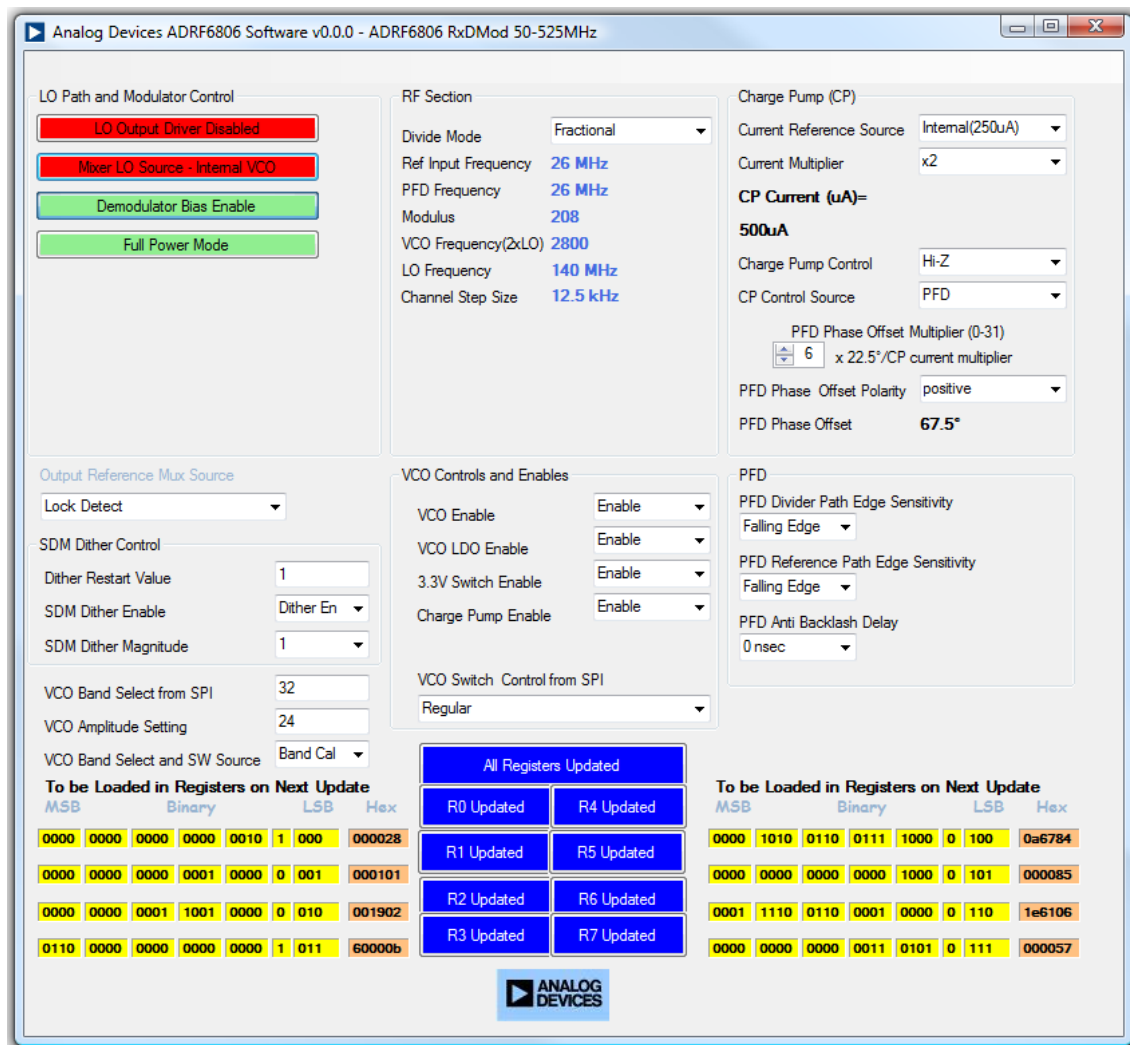 Analog Devices ADRF6806 Software v0.0.0 - ADRF6806 RxDMod 50-525MHz
LO Path and Modulator Control
LO Output Driver Disabled
Mixer LO Source - Internal VCO
Demodulator Bias Enable
Full Power Mode
RF Section
Divide Mode Fractional
Ref Input Frequency 26 MHz
PFD Frequency 26 MHz
Modulus 208
VCO Frequency(2xLO) 2800
LO Frequency 140 MHz
Channel Step Size 12.5 kHz
Charge Pump (CP)
Current Reference Source Internal(250uA)
Current Multiplier x2
CP Current (uA)=
500uA
Charge Pump Control Hi-Z
CP Control Source PFD
PFD Phase Offset Multiplier (0-31)
6 x 22.5°/CP current multiplier
PFD Phase Offset Polarity positive
PFD Phase Offset 67.5°
Output Reference Mux Source
Lock Detect
SDM Dither Control
Dither Restart Value 1
SDM Dither Enable Dither En
SDM Dither Magnitude 1
VCO Band Select from SPI 32
VCO Amplitude Setting 24
VCO Band Select and SW Source Band Cal
VCO Controls and Enables
VCO Enable Enable
VCO LDO Enable Enable
3.3V Switch Enable Enable
Charge Pump Enable Enable
VCO Switch Control from SPI
Regular
PFD
PFD Divider Path Edge Sensitivity
Falling Edge
PFD Reference Path Edge Sensitivity
Falling Edge
PFD Anti Backlash Delay
0 nsec
To be Loaded in Registers on Next Update
MSB Binary LSB Hex
0000 0000 0000 0000 0010 1 000 000028
0000 0000 0000 0001 0000 0 001 000101
0000 0000 0001 1001 0000 0 010 001902
0110 0000 0000 0000 0000 1 011 60000b
All Registers Updated
R0 Updated R4 Updated
R1 Updated R5 Updated
R2 Updated R6 Updated
R3 Updated R7 Updated
To be Loaded in Registers on Next Update
MSB Binary LSB Hex
0000 1010 0110 0111 1000 0 100 0a6784
0000 0000 0000 0000 1000 0 101 000085
0001 1110 0110 0001 0000 0 110 1e6106
0000 0000 0000 0011 0101 0 111 000057
ANALOG
DEVICES